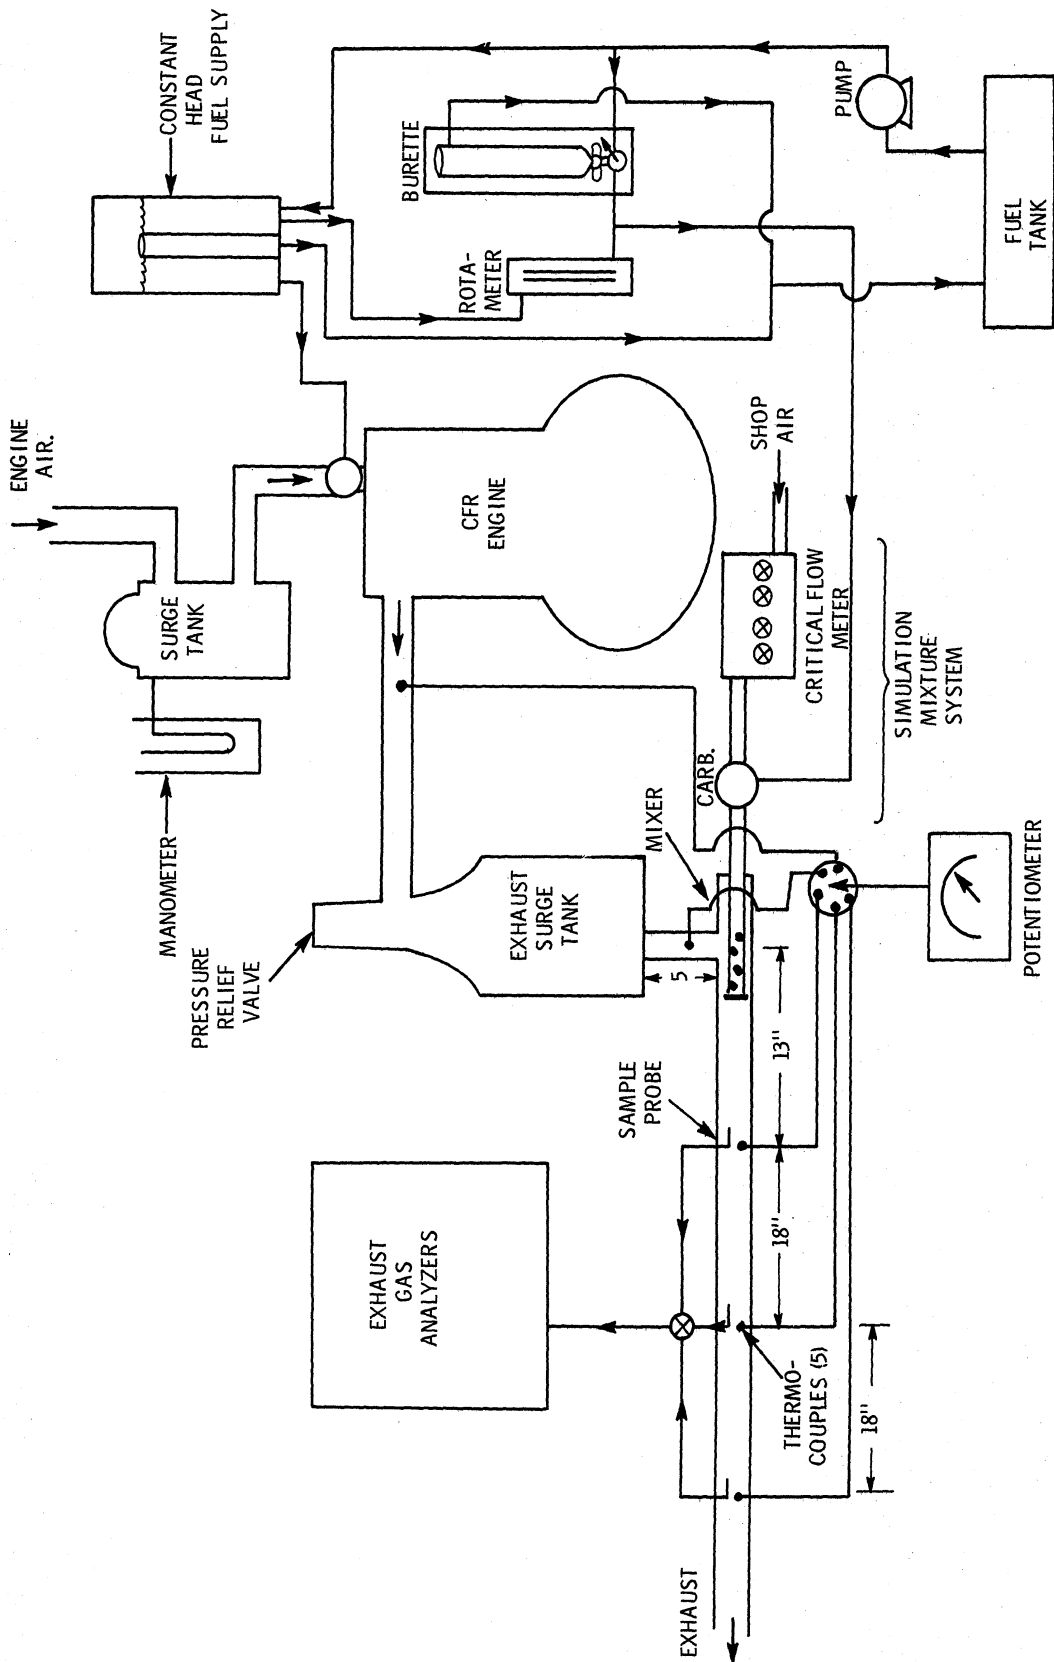 ENGINE
AIR.
CONSTANT
HEAD
FUEL SUPPLY
SURGE
TANK
MANOMETER
BURETTE
ROTA-
METER
PUMP
FUEL
TANK
CFR
ENGINE
SHOP
AIR
CRITICAL FLOW
METER
SIMULATION
MIXTURE
SYSTEM
CARB.
MIXER
PRESSURE
RELIEF
VALVE
EXHAUST
SURGE
TANK
5
POTENTIOMETER
13"
SAMPLE
PROBE
18"
EXHAUST
GAS
ANALYZERS
THERMO-
COUPLES (5)
18"
EXHAUST